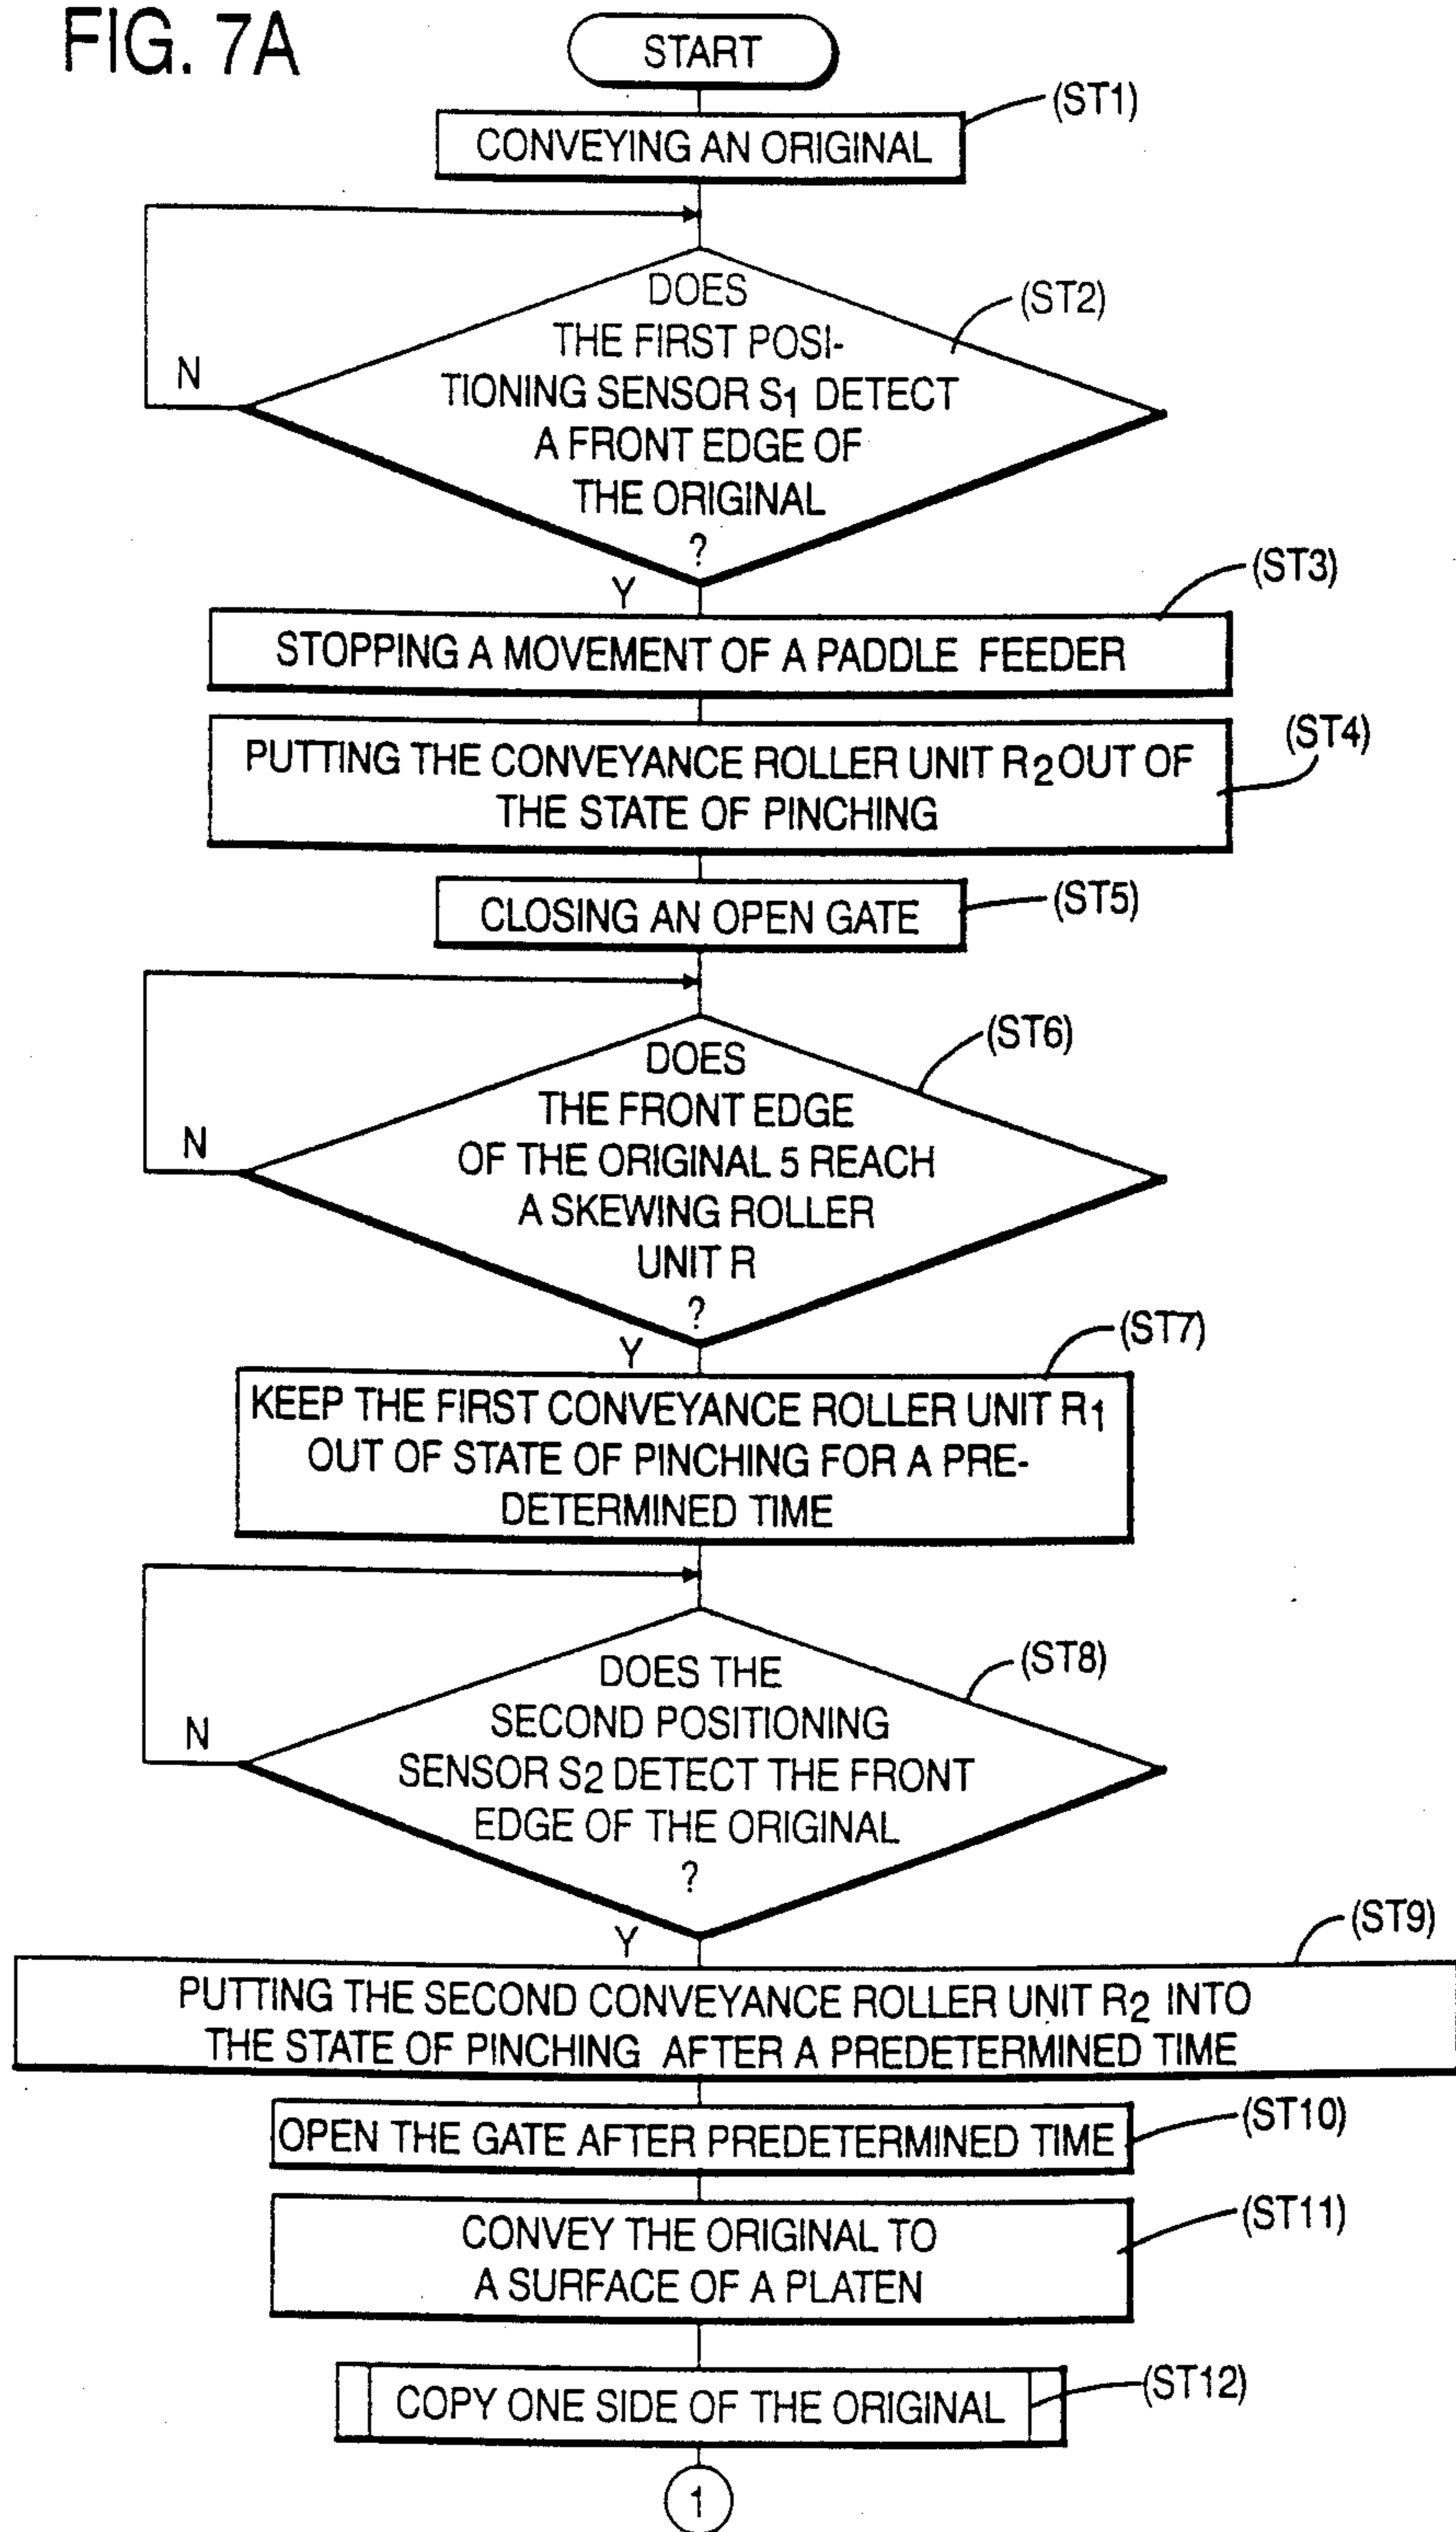 FIG. 7A
START
(ST1)
CONVEYING AN ORIGINAL
DOES
(ST2)
THE FIRST POSI-
N
TIONING SENSOR S1 DETECT
A FRONT EDGE OF
THE ORIGINAL
?
Y
(ST3)
STOPPING A MOVEMENT OF A PADDLE FEEDER
(ST4)
PUTTING THE CONVEYANCE ROLLER UNIT R2 OUT OF
THE STATE OF PINCHING
(ST5)
CLOSING AN OPEN GATE
(ST6)
DOES
THE FRONT EDGE
N
OF THE ORIGINAL 5 REACH
A SKEWING ROLLER
UNIT R
?
Y
(ST7)
KEEP THE FIRST CONVEYANCE ROLLER UNIT R1
OUT OF STATE OF PINCHING FOR A PRE-
DETERMINED TIME
(ST8)
DOES THE
SECOND POSITIONING
N
SENSOR S2 DETECT THE FRONT
EDGE OF THE ORIGINAL
?
Y
(ST9)
PUTTING THE SECOND CONVEYANCE ROLLER UNIT R2 INTO
THE STATE OF PINCHING AFTER A PREDETERMINED TIME
(ST10)
OPEN THE GATE AFTER PREDETERMINED TIME
(ST11)
CONVEY THE ORIGINAL TO
A SURFACE OF A PLATEN
(ST12)
COPY ONE SIDE OF THE ORIGINAL
1